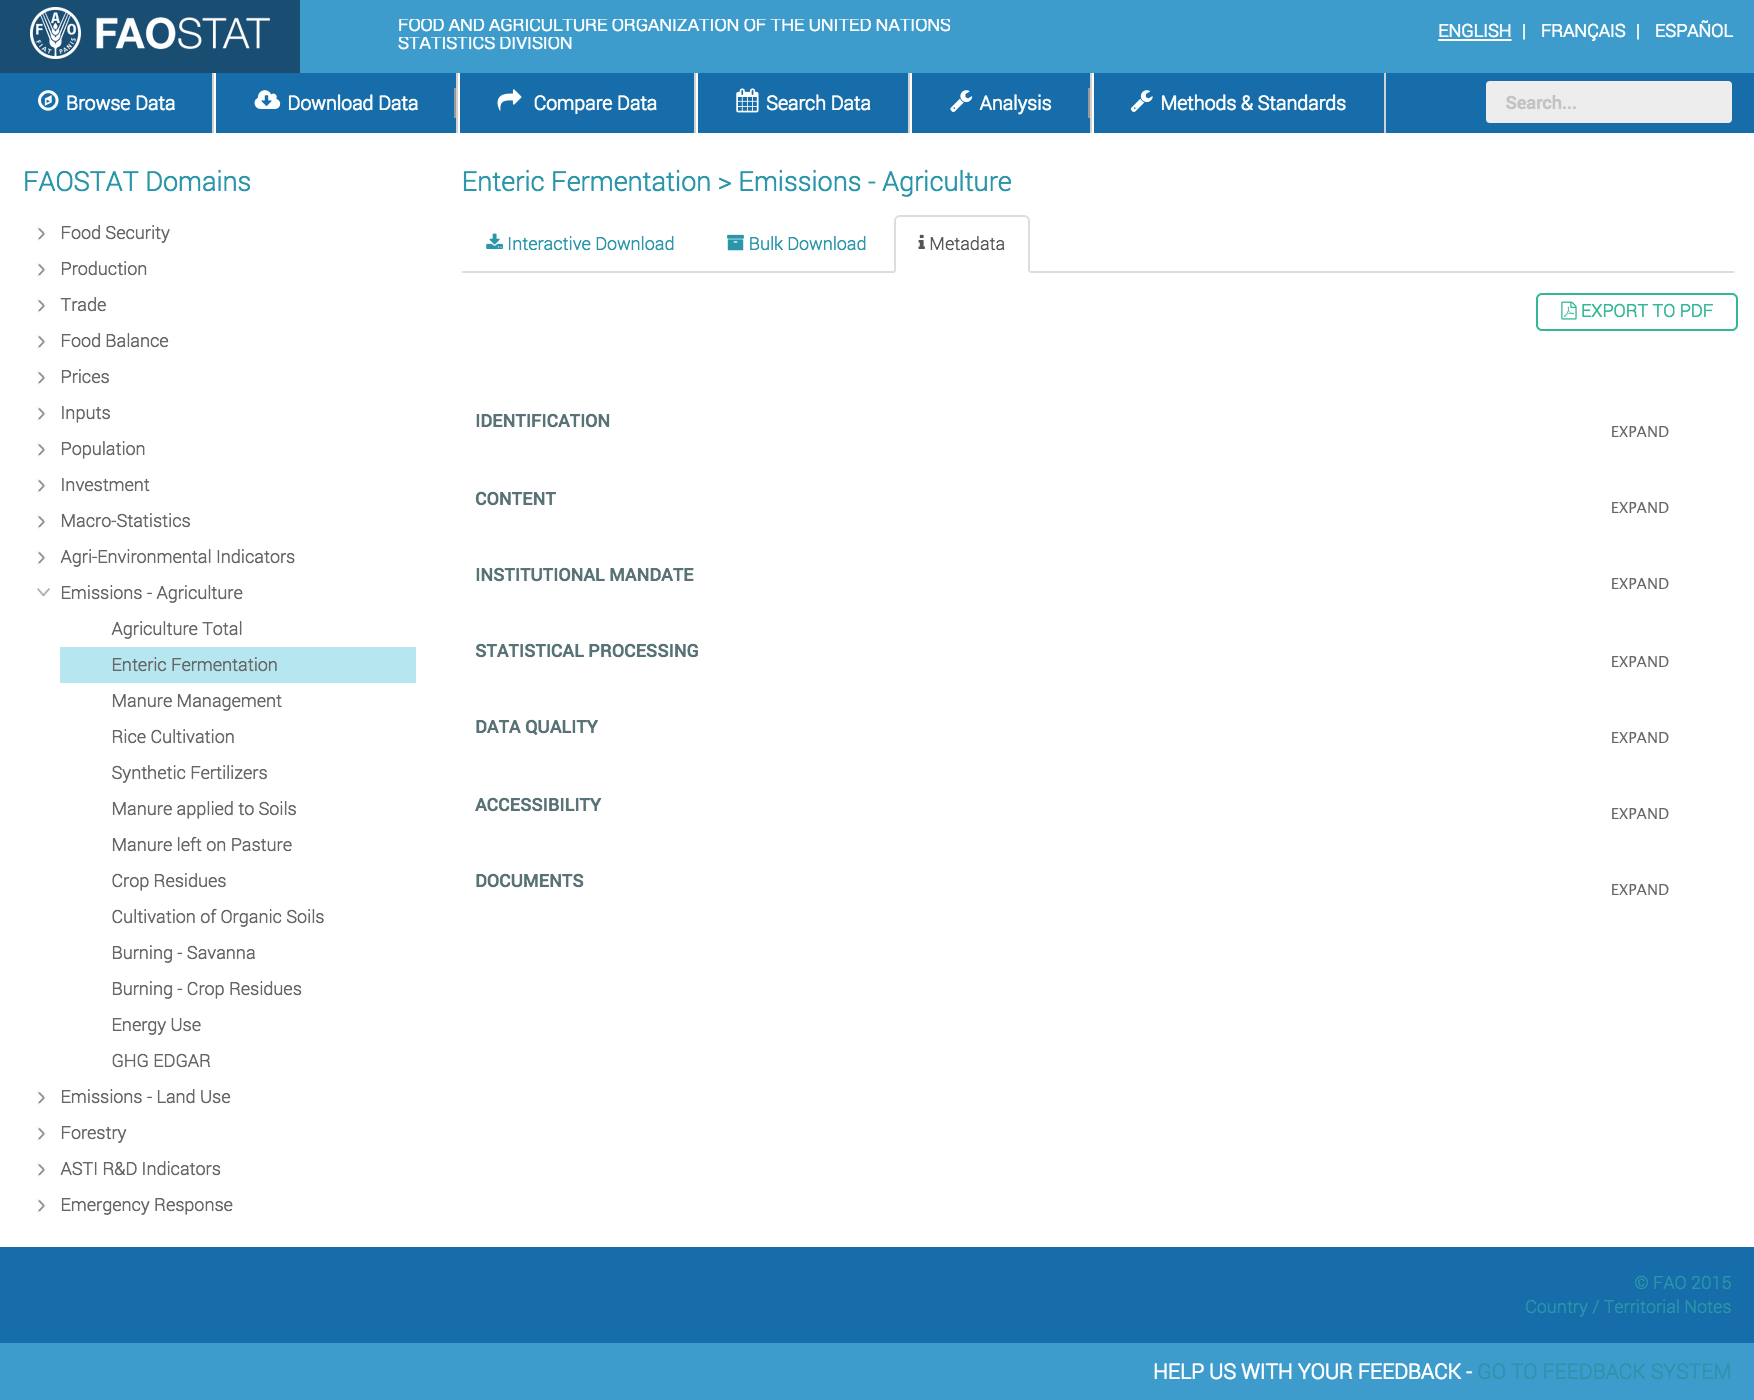 FAOSTAT
FOOD AND AGRICULTURE ORGANIZATION OF THE UNITED NATIONS
STATISTICS DIVISION
ENGLISH | FRANÇAIS | ESPAÑOL
Browse Data
Download Data
Compare Data
Search Data
Analysis
Methods & Standards
Search...
FAOSTAT Domains
Food Security
Production
Trade
Food Balance
Prices
Inputs
Population
Investment
Macro-Statistics
Agri-Environmental Indicators
Emissions - Agriculture
Agriculture Total
Enteric Fermentation
Manure Management
Rice Cultivation
Synthetic Fertilizers
Manure applied to Soils
Manure left on Pasture
Crop Residues
Cultivation of Organic Soils
Burning - Savanna
Burning - Crop Residues
Energy Use
GHG EDGAR
Emissions - Land Use
Forestry
ASTI R&D Indicators
Emergency Response
Enteric Fermentation > Emissions - Agriculture
Interactive Download
Bulk Download
Metadata
EXPORT TO PDF
IDENTIFICATION
EXPAND
CONTENT
EXPAND
INSTITUTIONAL MANDATE
EXPAND
STATISTICAL PROCESSING
EXPAND
DATA QUALITY
EXPAND
ACCESSIBILITY
EXPAND
DOCUMENTS
EXPAND
© FAO 2015
Country / Territorial Notes
HELP US WITH YOUR FEEDBACK - GO TO FEEDBACK SYSTEM